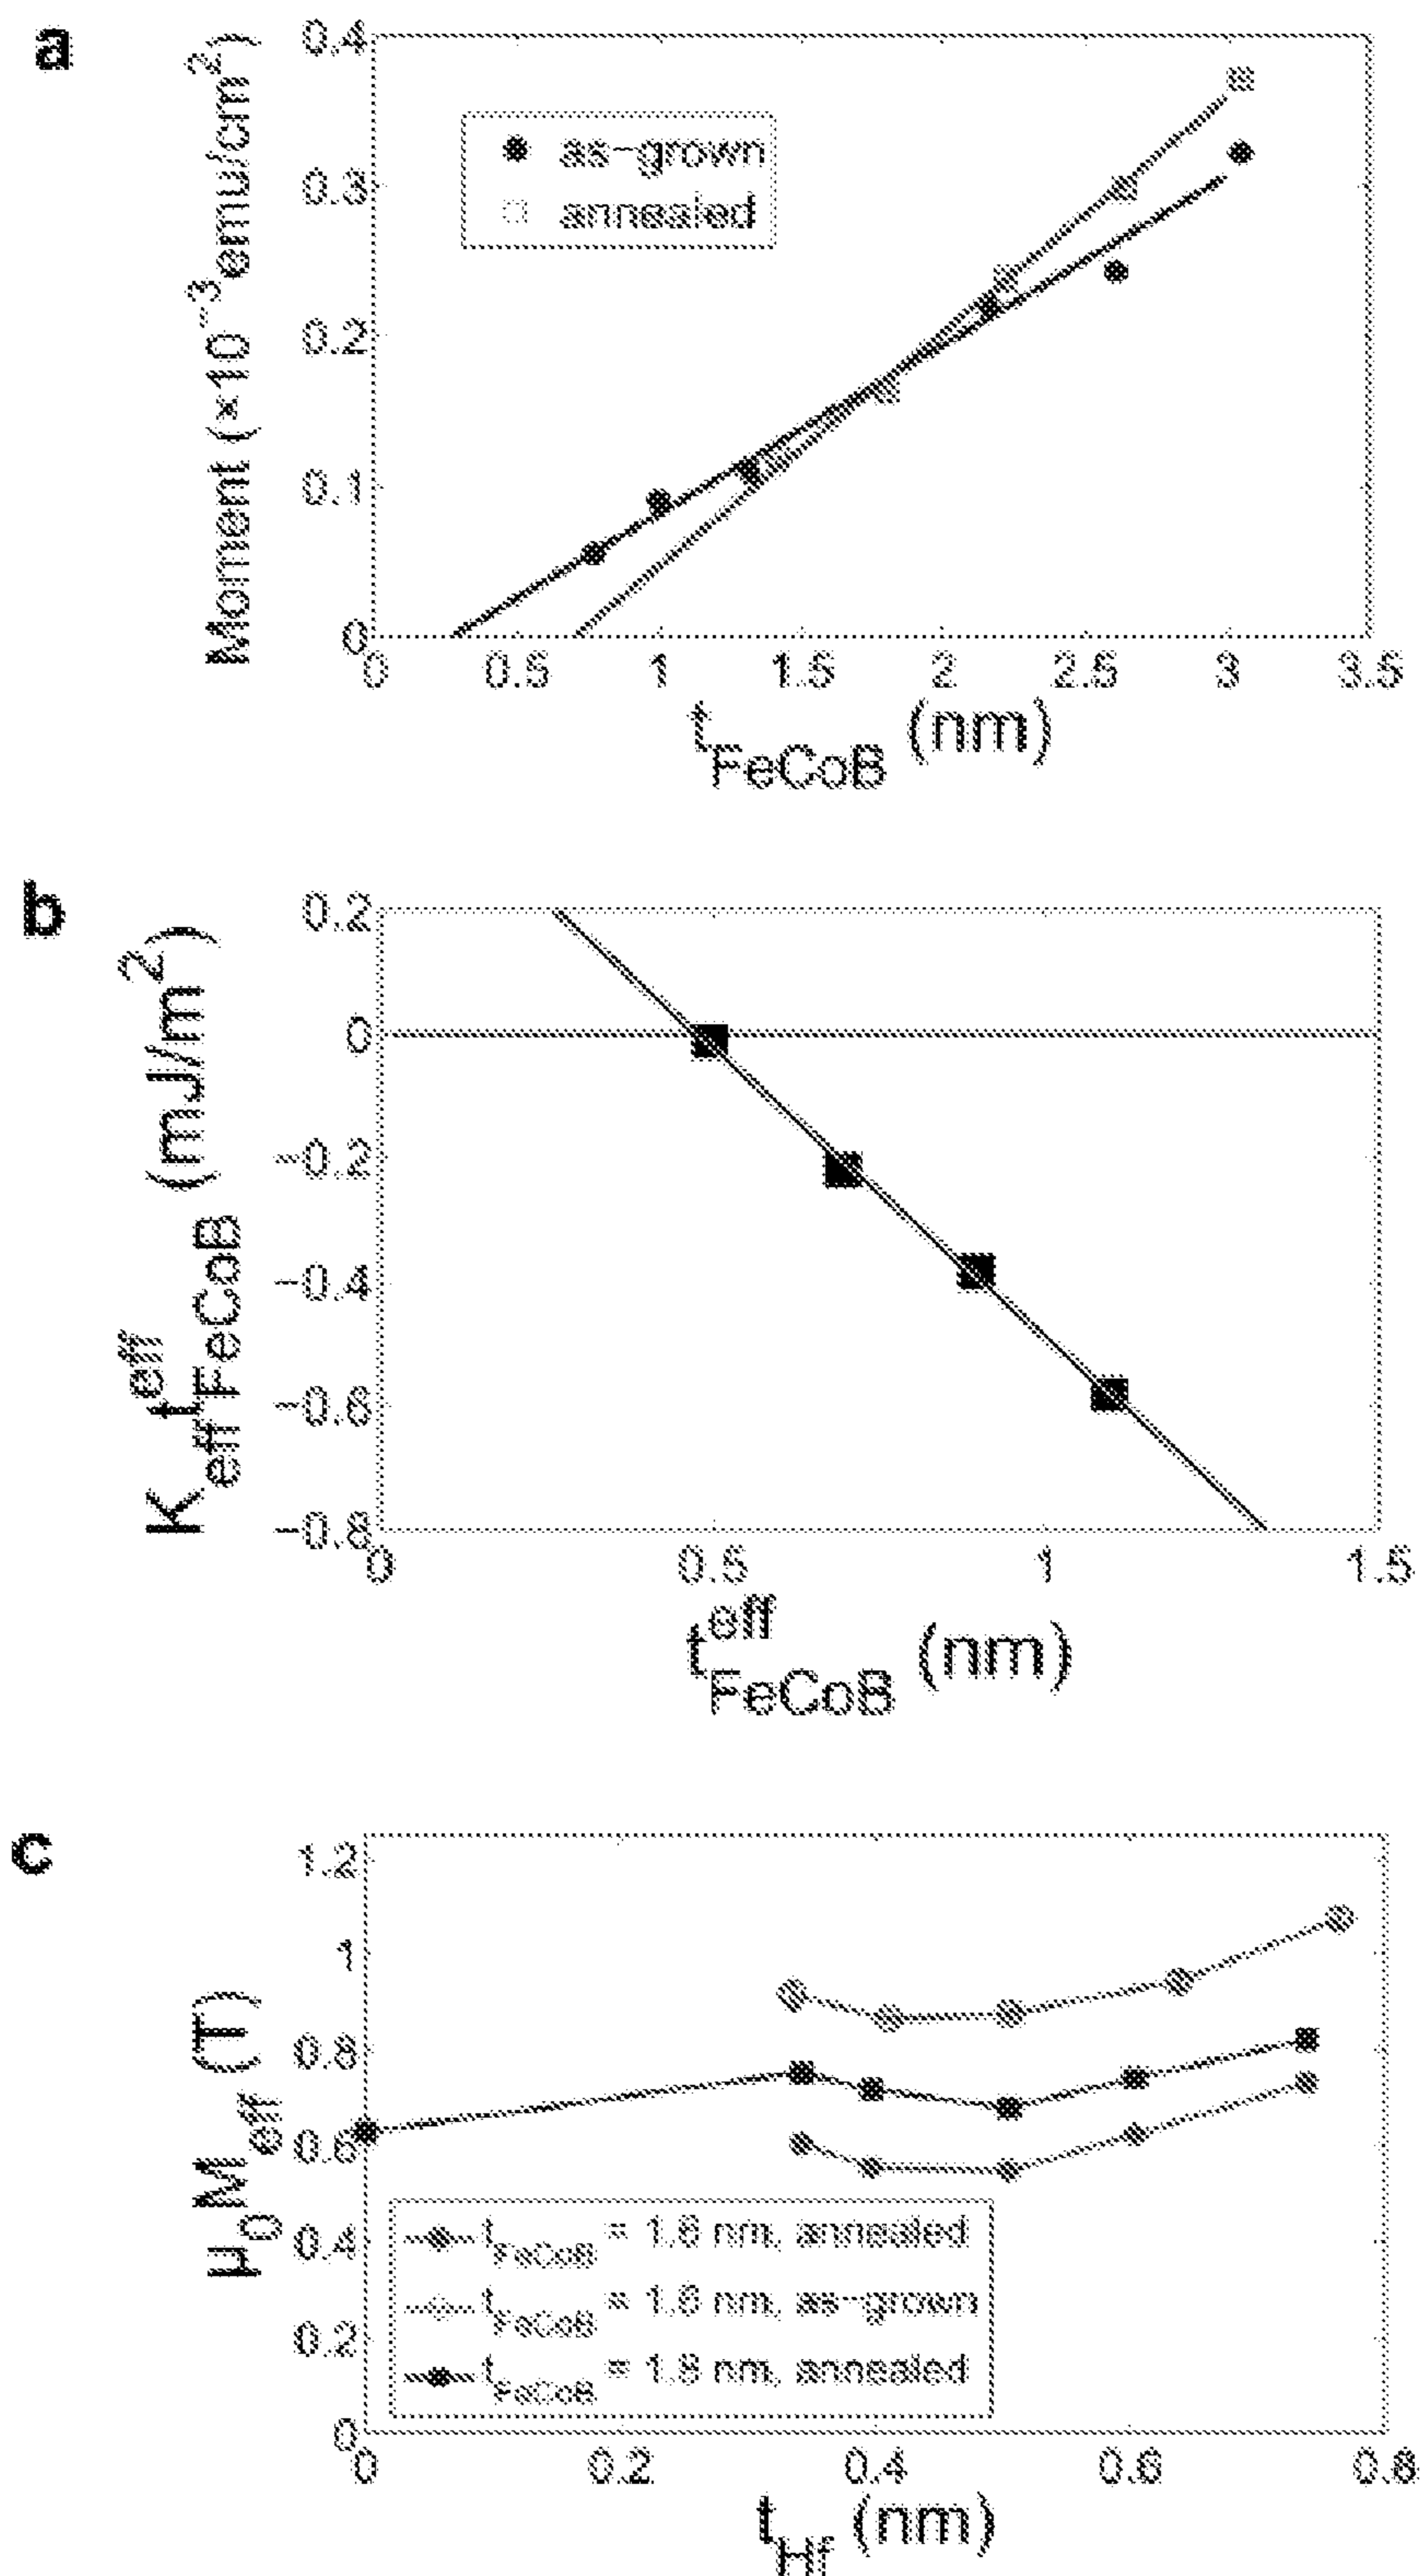 a
Moment (×10⁻³ emu/cm²)
0.4
0.3
0.2
0.1
0
as-grown
annealed
0 0.5 1 1.5 2 2.5 3 3.5
t_FeCoB (nm)
b
K_eff t^eff_FeCoB (mJ/m²)
0.2
0
-0.2
-0.4
-0.6
-0.8
0 0.5 1 1.5
t^eff_FeCoB (nm)
c
μ₀M_eff (T)
1.2
1
0.8
0.6
0.4
0.2
0
t_FeCoB = 1.6 nm, annealed
t_FeCoB = 1.6 nm, as-grown
t_FeCoB = 1.8 nm, annealed
0 0.2 0.4 0.6 0.8
t_Hf (nm)